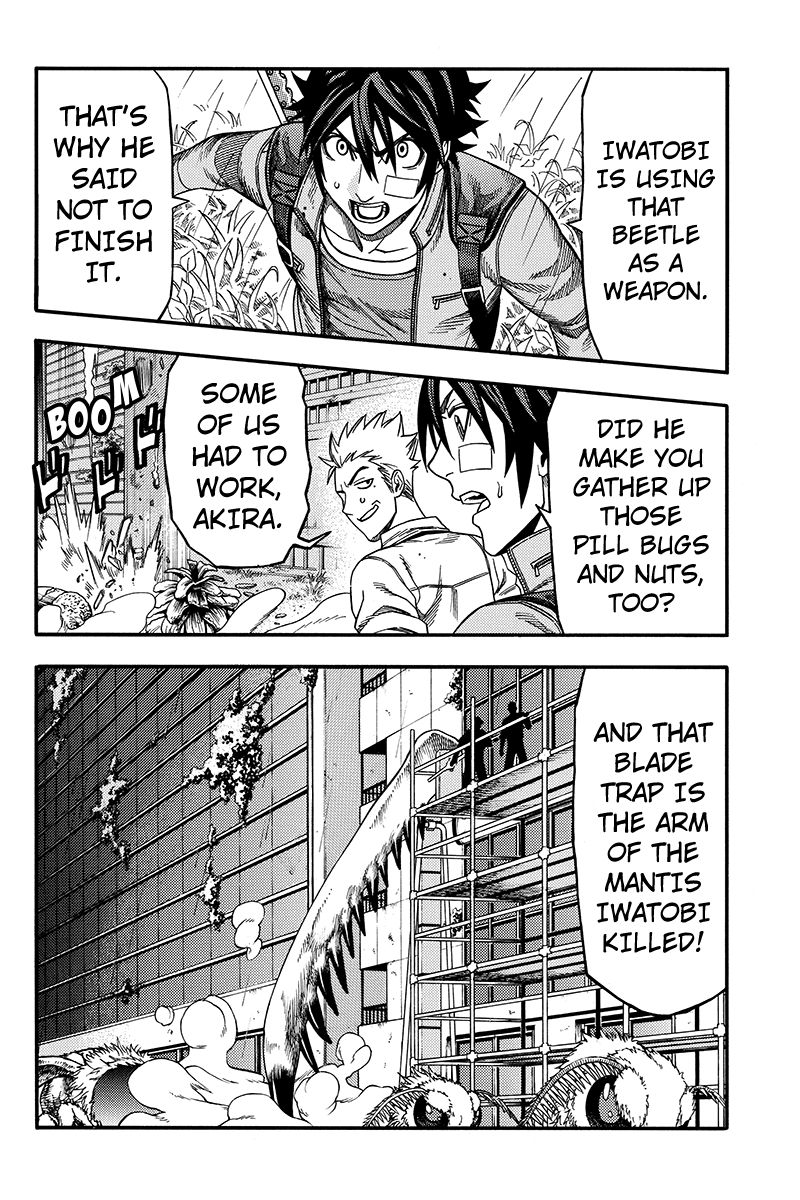 IWATOBI
IS USING
THAT
BEETLE
AS A
WEAPON.
THAT'S
WHY HE
SAID
NOT TO
FINISH
IT.
DID HE
MAKE YOU
GATHER UP
THOSE
PILL BUGS
AND NUTS,
TOO?
SOME
OF US
HAD TO
WORK,
AKIRA.
BOOM
ドドド
AND THAT
BLADE
TRAP IS
THE ARM
OF THE
MANTIS
IWATOBI
KILLED!